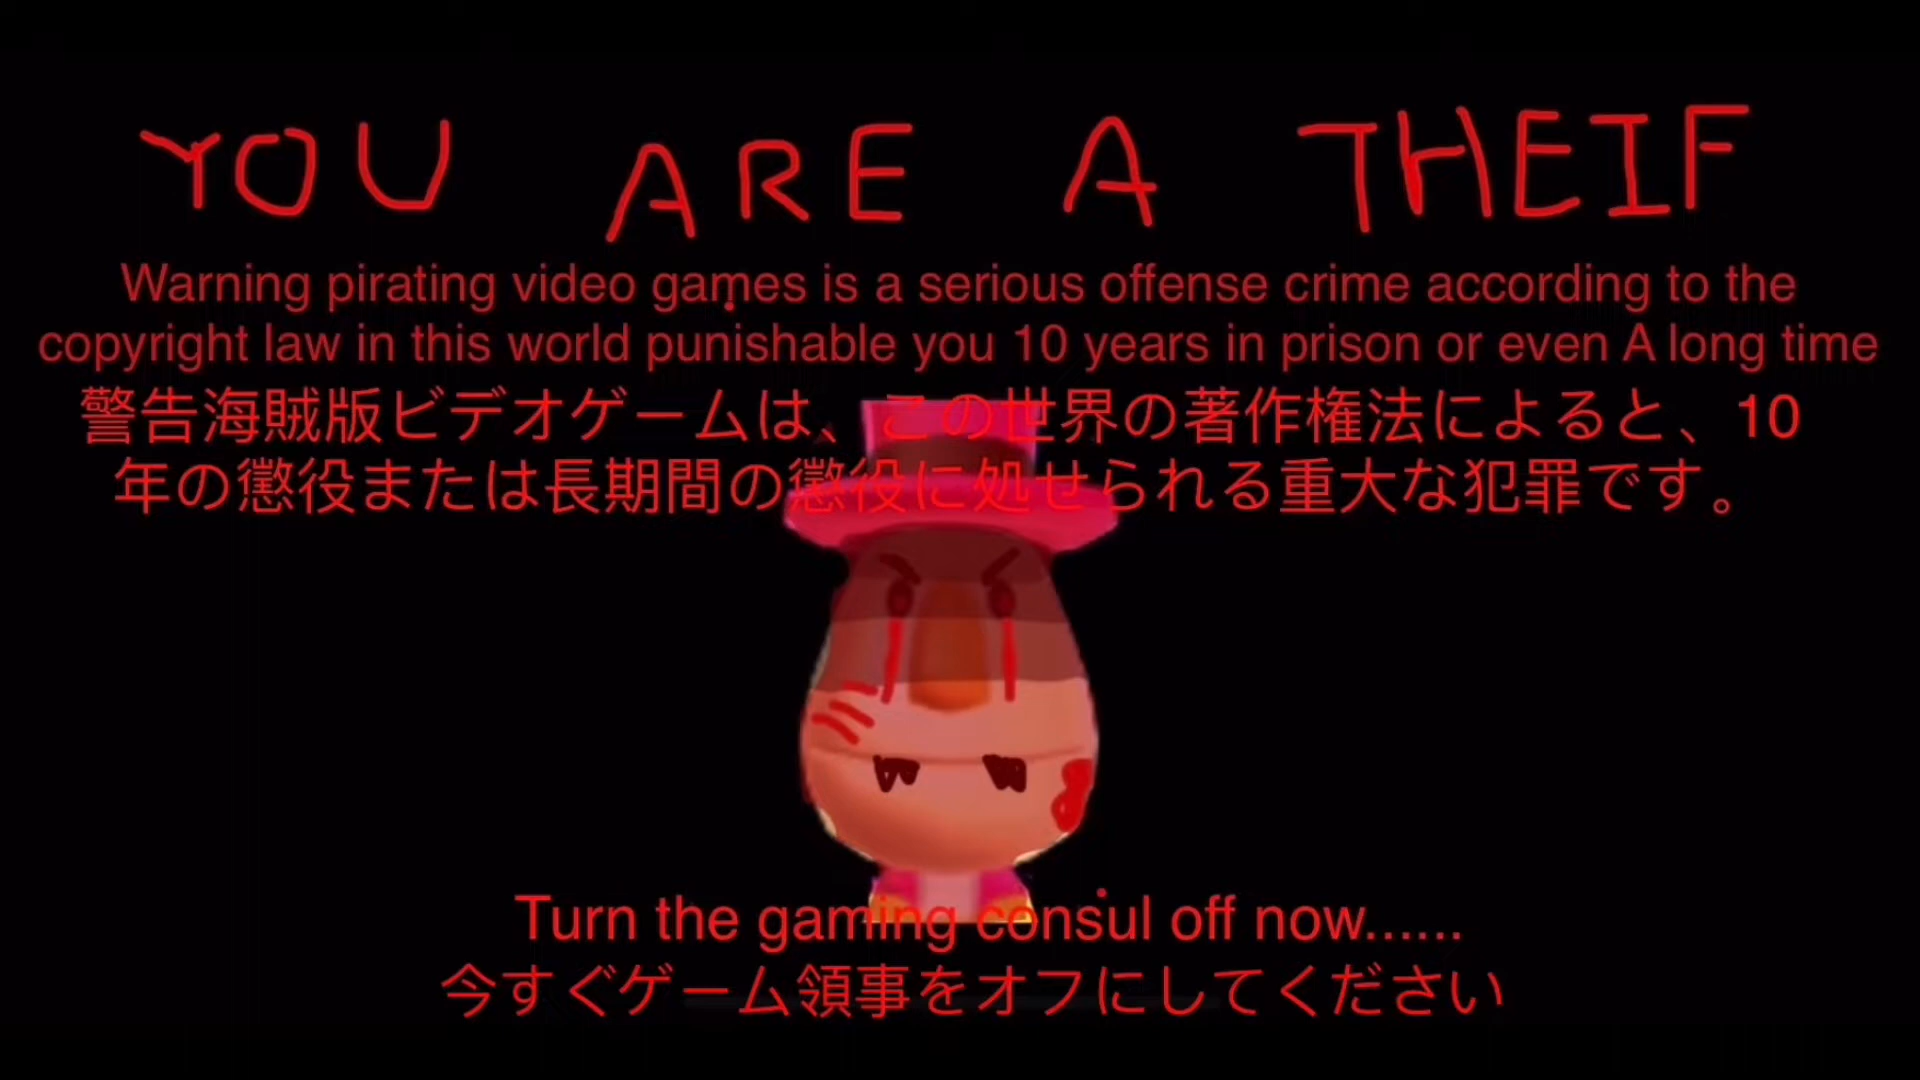 YOU ARE A THEIF
Warning pirating video games is a serious offense crime according to the
copyright law in this world punishable you 10 years in prison or even A long time
警告海賊版ビデオゲームは、この世界の著作権法によると、10
年の懲役または長期間の懲役に処せられる重大な犯罪です。
Turn the gaming consul off now......
今すぐゲーム領事をオフにしてください